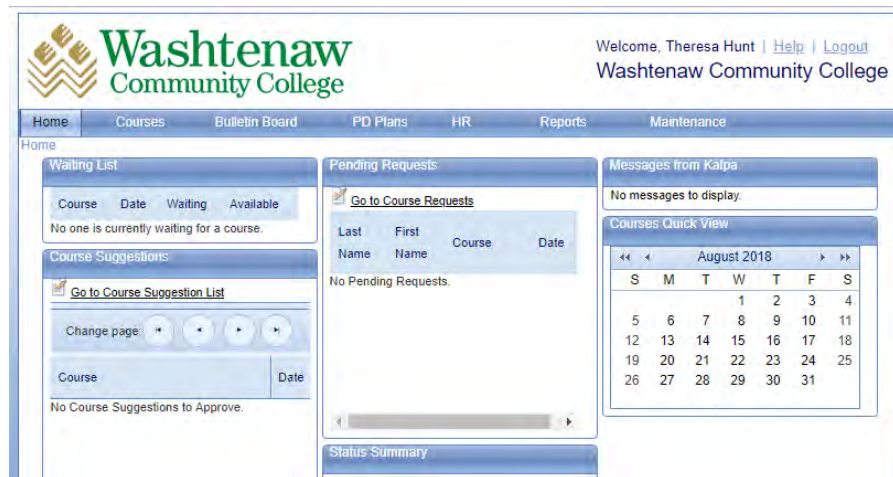 Washtenaw
Community College
Welcome, Theresa Hunt | Help | Logout
Washtenaw Community College
Home Courses Bulletin Board PD Plans HR Reports Maintenance
Home
Waiting List
Course Date Waiting Available
No one is currently waiting for a course.
Course Suggestions
Go to Course Suggestion List
Change page:
Course Date
No Course Suggestions to Approve.
Pending Requests
Go to Course Requests
Last Name First Name Course Date
No Pending Requests.
Status Summary
Messages from Kalpa
No messages to display.
Courses Quick View
August 2018
S M T W T F S
1 2 3 4
5 6 7 8 9 10 11
12 13 14 15 16 17 18
19 20 21 22 23 24 25
26 27 28 29 30 31